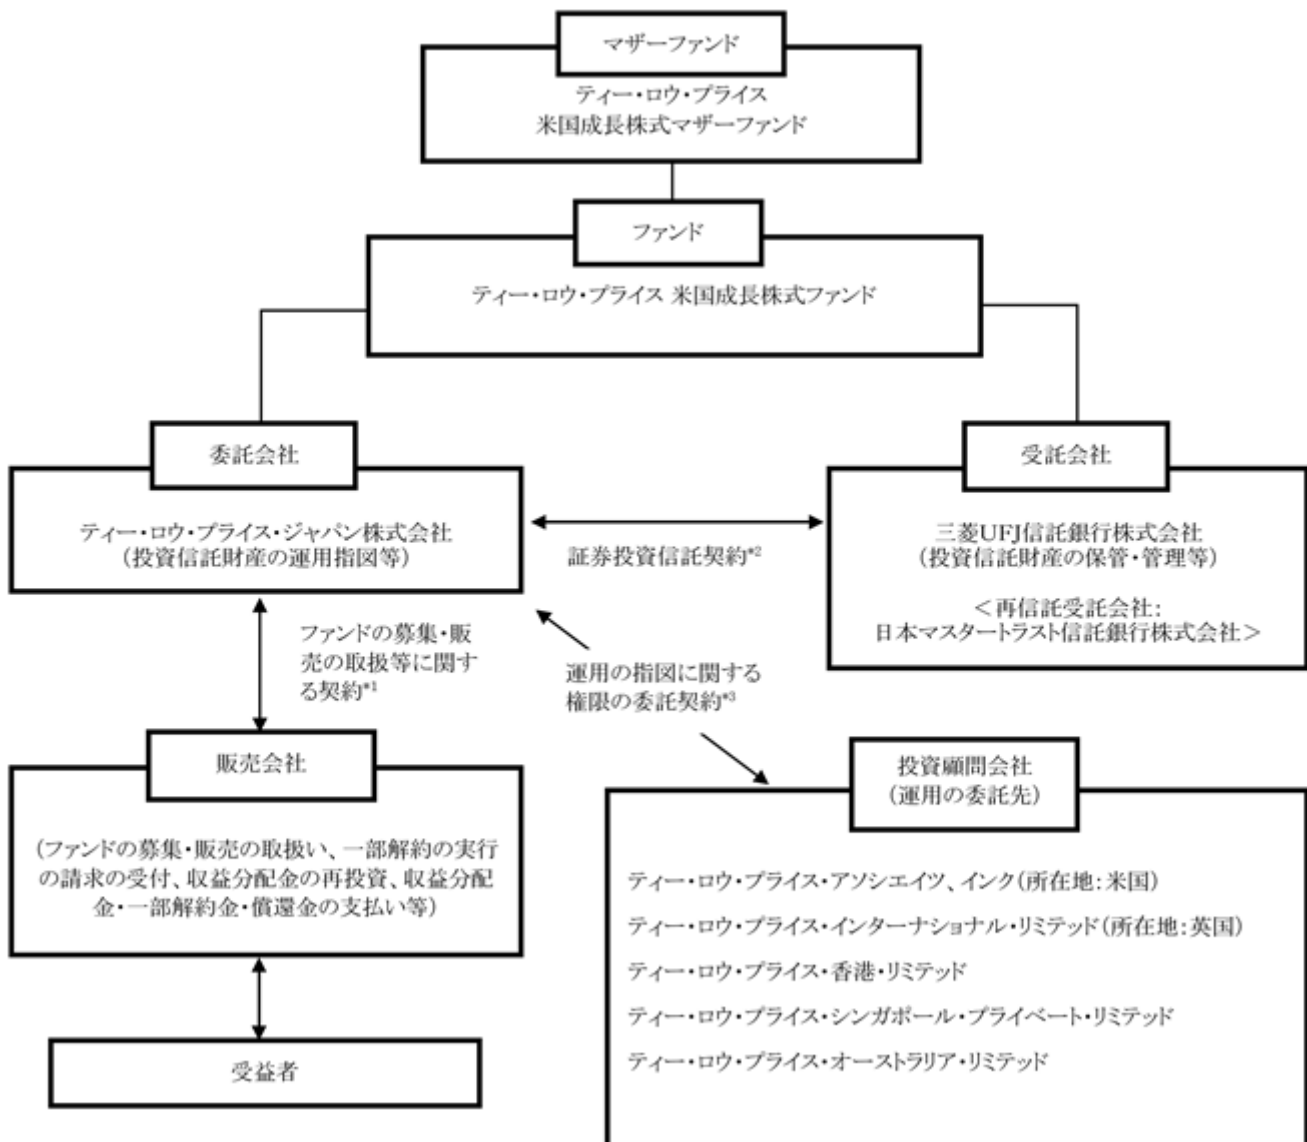 マザーファンド
ティー・ロウ・プライス
米国成長株式マザーファンド
ファンド
ティー・ロウ・プライス 米国成長株式ファンド
委託会社
ティー・ロウ・プライス・ジャパン株式会社
（投資信託財産の運用指図等）
証券投資信託契約*2
受託会社
三菱UFJ信託銀行株式会社
（投資信託財産の保管・管理等）
＜再信託受託会社：
日本マスタートラスト信託銀行株式会社＞
ファンドの募集・販
売の取扱等に関す
る契約*1
運用の指図に関する
権限の委託契約*3
販売会社
（ファンドの募集・販売の取扱い、一部解約の実行
の請求の受付、収益分配金の再投資、収益分配
金・一部解約金・償還金の支払い等）
受益者
投資顧問会社
（運用の委託先）
ティー・ロウ・プライス・アソシエイツ、インク（所在地：米国）
ティー・ロウ・プライス・インターナショナル・リミテッド（所在地：英国）
ティー・ロウ・プライス・香港・リミテッド
ティー・ロウ・プライス・シンガポール・プライベート・リミテッド
ティー・ロウ・プライス・オーストラリア・リミテッド